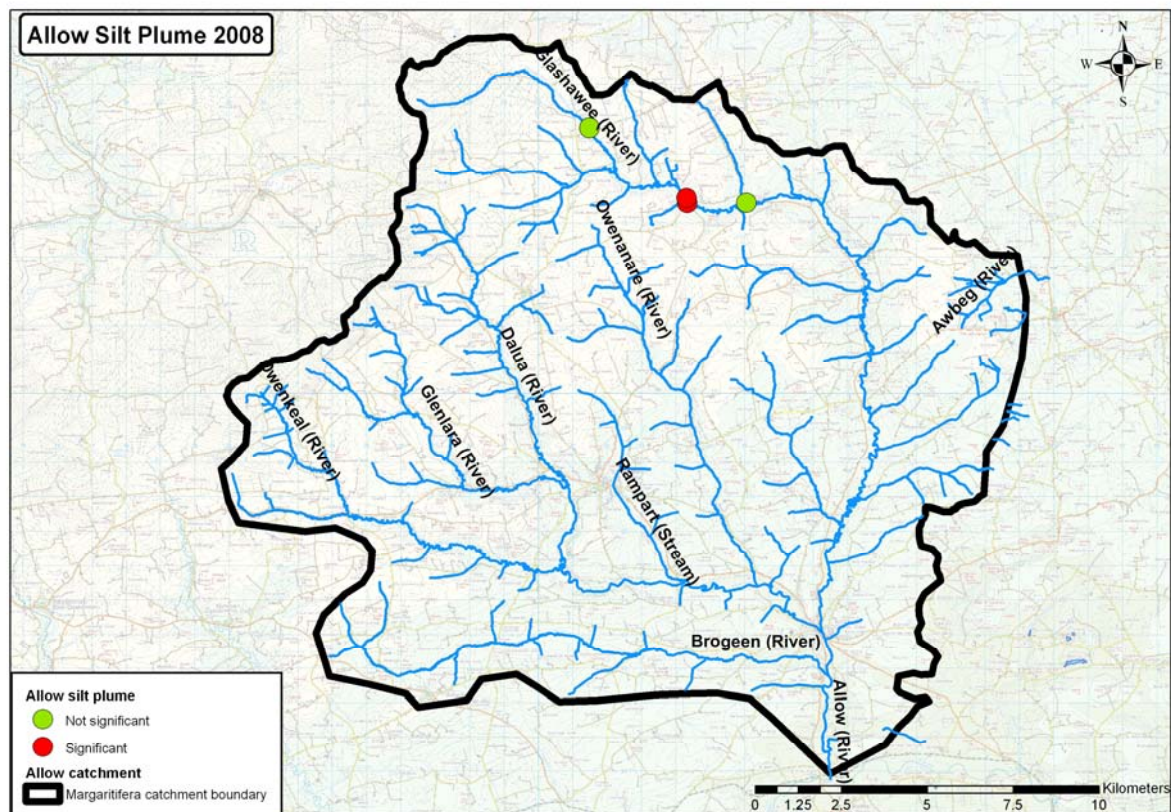 Allow Silt Plume 2008
N
W E
S
Glashawee (River)
Owenanare (River)
Awbeg (River)
Dalua (River)
Glenlara (River)
Owenkeal (River)
Rampart (Stream)
Brogeen (River)
Allow (River)
Allow silt plume
Not significant
Significant
Allow catchment
Margaritifera catchment boundary
Kilometers
0 1.25 2.5 5 7.5 10